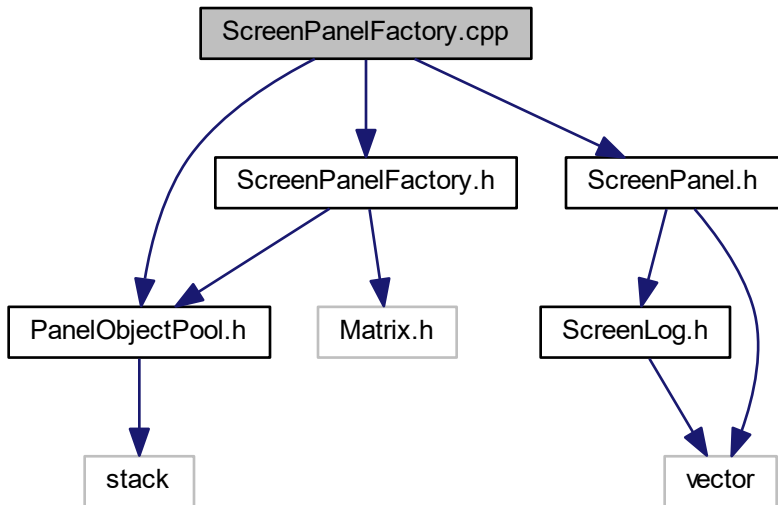 ScreenPanelFactory.cpp
ScreenPanelFactory.h
ScreenPanel.h
PanelObjectPool.h
Matrix.h
ScreenLog.h
stack
vector